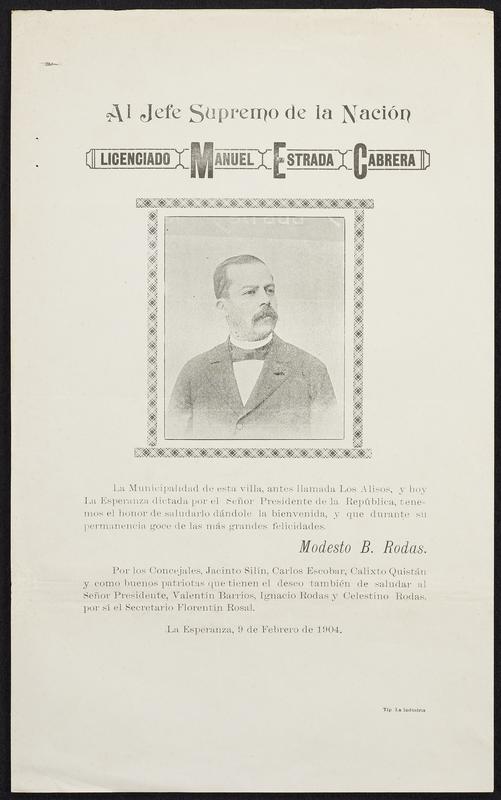 Al Jefe Supremo de la Nación
LICENCIADO MANUEL ESTRADA CABRERA
La Municipalidad de esta villa, antes llamada Los Alisos, y hoy
La Esperanza dictada por el Señor Presidente de la República, tene-
mos el honor de saludarlo dándole la bienvenida, y que durante su
permanencia goce de las más grandes felicidades.
Modesto B. Rodas.
Por los Concejales, Jacinto Silín, Carlos Escobar, Calixto Quistán
y como buenos patriotas que tienen el deseo también de saludar al
Señor Presidente, Valentín Barrios, Ignacio Rodas y Celestino Rodas,
por sí el Secretario Florentín Rosal.
La Esperanza, 9 de Febrero de 1904.
Tip. La Industria